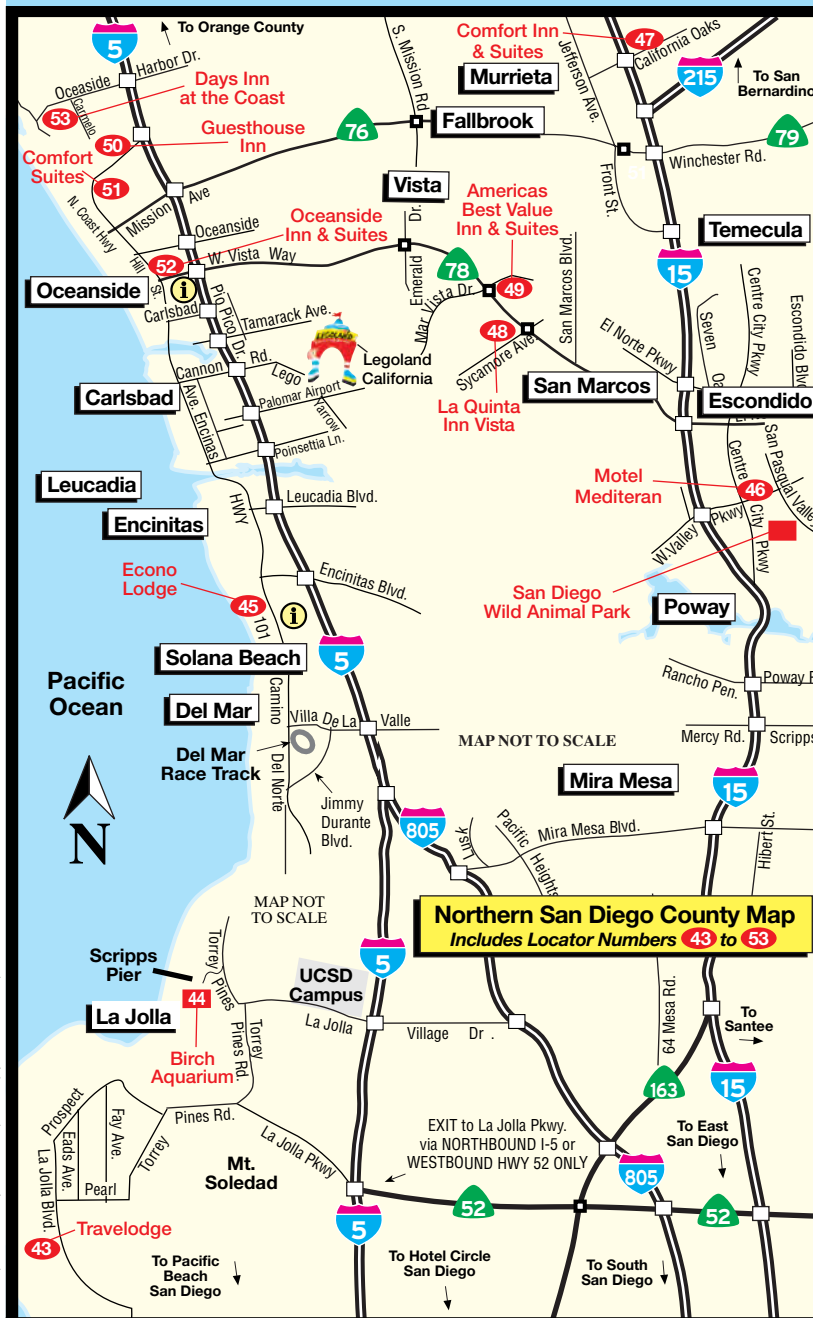 5
To Orange County
Oceaside
Harbor Dr.
Days Inn
at the Coast
53
Carmelo
50
Guesthouse
Inn
Comfort
Suites
51
N. Coast Hwy
Mission Ave
76
S. Mission Rd
Comfort Inn
& Suites
47
California Oaks
Jefferson Ave.
Murrieta
215
To San
Bernardino
Fallbrook
79
Winchester Rd.
Front St.
Vista
Americas
Best Value
Inn & Suites
Temecula
Oceanside
Oceanside
Inn & Suites
52
W. Vista Way
Hill St.
i
Oceanside
Emerald Dr.
78
49
Mar Vista Dr.
San Marcos Blvd.
15
Centre City Pkwy
Escondido Blv
Seven Oa
Carlsbad
Pio Pico Dr.
Tamarack Ave.
LEGOLAND
Legoland
California
48
Sycamore Ave.
El Norte Pkwy
Cannon Rd.
Lego
San Marcos
Escondido
Carlsbad
Ave. Encinas
Palomar Airport
Yarrow
La Quinta
Inn Vista
Poinsettia Ln.
Motel
Mediteran
46
Centre City Pkwy
San Pasqual Valley
Leucadia
HWY
Leucadia Blvd.
Encinitas
W.Valley Pkwy
San Diego
Wild Animal Park
Econo
Lodge
45
101
i
Encinitas Blvd.
Poway
Solana Beach
5
Pacific
Ocean
Rancho Pen.
Poway R
Del Mar
Camino Del Norte
Villa De La Valle
MAP NOT TO SCALE
Mercy Rd.
Scripps
Del Mar
Race Track
Mira Mesa
15
N
Jimmy
Durante
Blvd.
805
Lusk
Pacific Heights
Mira Mesa Blvd.
Hibert St.
MAP NOT
TO SCALE
Northern San Diego County Map
Includes Locator Numbers 43 to 53
Scripps
Pier
Torrey Pines
UCSD
Campus
5
44
La Jolla
La Jolla
Village Dr.
64 Mesa Rd.
To
Santee
Birch
Aquarium
Torrey Pines Rd.
163
15
Prospect
Pines Rd.
Torrey
Fay Ave.
Eads Ave.
Pearl
La Jolla Blvd.
La Jolla Pkwy
EXIT to La Jolla Pkwy.
via NORTHBOUND I-5 or
WESTBOUND HWY 52 ONLY
To East
San Diego
Mt.
Soledad
805
52
52
5
43
Travelodge
To Pacific
Beach
San Diego
To Hotel Circle
San Diego
To South
San Diego